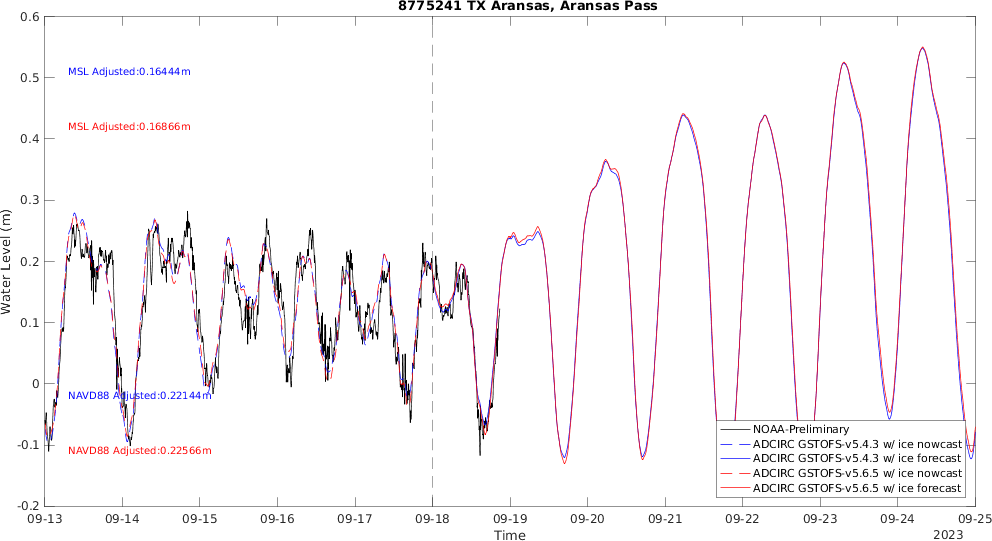 8775241 TX Aransas, Aransas Pass
Water Level (m)
0.6
0.5
0.4
0.3
0.2
0.1
0
-0.1
-0.2
MSL Adjusted:0.16444m
MSL Adjusted:0.16866m
NAVD88 Adjusted:0.22144m
NAVD88 Adjusted:0.22566m
NOAA-Preliminary
ADCIRC GSTOFS-v5.4.3 w/ ice nowcast
ADCIRC GSTOFS-v5.4.3 w/ ice forecast
ADCIRC GSTOFS-v5.6.5 w/ ice nowcast
ADCIRC GSTOFS-v5.6.5 w/ ice forecast
09-13 09-14 09-15 09-16 09-17 09-18 09-19 09-20 09-21 09-22 09-23 09-24 09-25
Time
2023